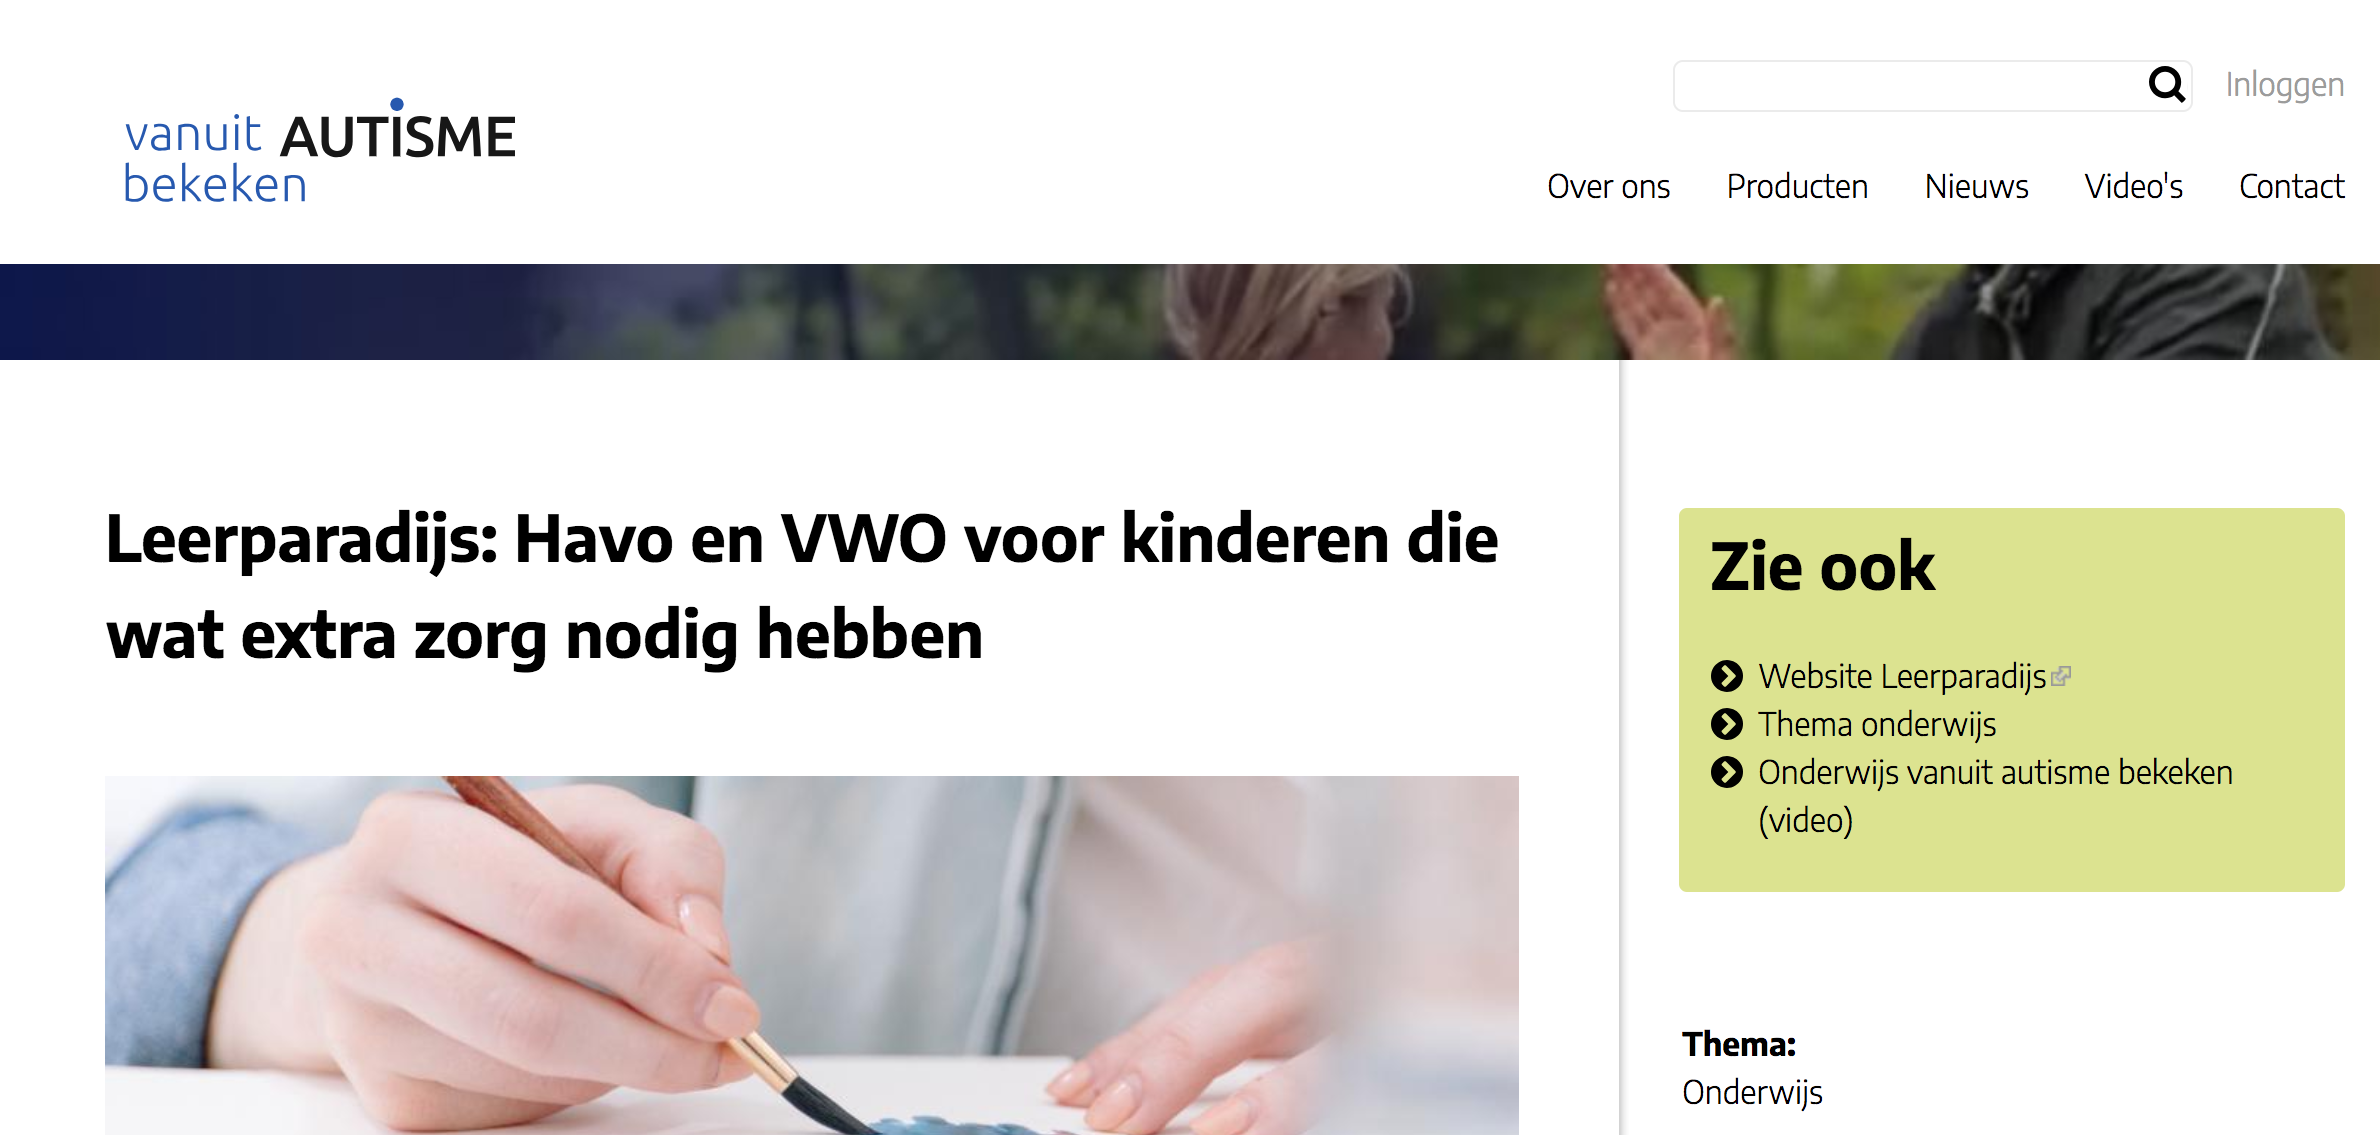 Inloggen
vanuit AUTISME
bekeken
Over ons Producten Nieuws Video's Contact
Leerparadijs: Havo en VWO voor kinderen die
wat extra zorg nodig hebben
Zie ook
Website Leerparadijs
Thema onderwijs
Onderwijs vanuit autisme bekeken
(video)
Thema:
Onderwijs